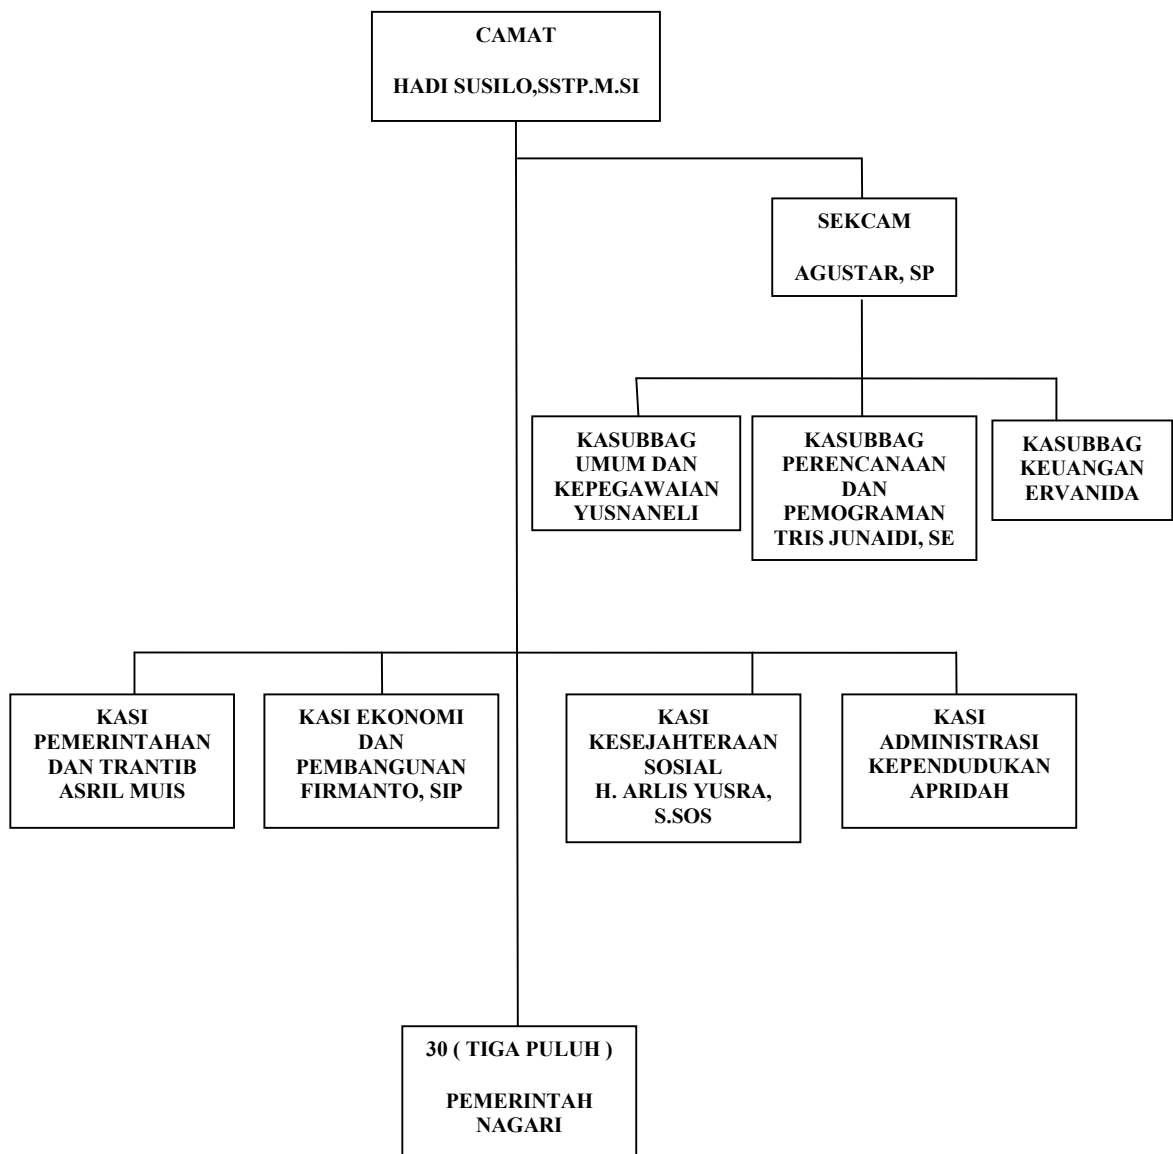 CAMAT
HADI SUSILO,SSTP.M.SI
SEKCAM
AGUSTAR, SP
KASUBBAG
UMUM DAN
KEPEGAWAIAN
YUSNANELI
KASUBBAG
PERENCANAAN
DAN
PEMOGRAMAN
TRIS JUNAIDI, SE
KASUBBAG
KEUANGAN
ERVANIDA
KASI
PEMERINTAHAN
DAN TRANTIB
ASRIL MUIS
KASI EKONOMI
DAN
PEMBANGUNAN
FIRMANTO, SIP
KASI
KESEJAHTERAAN
SOSIAL
H. ARLIS YUSRA,
S.SOS
KASI
ADMINISTRASI
KEPENDUDUKAN
APRIDAH
30 ( TIGA PULUH )
PEMERINTAH
NAGARI